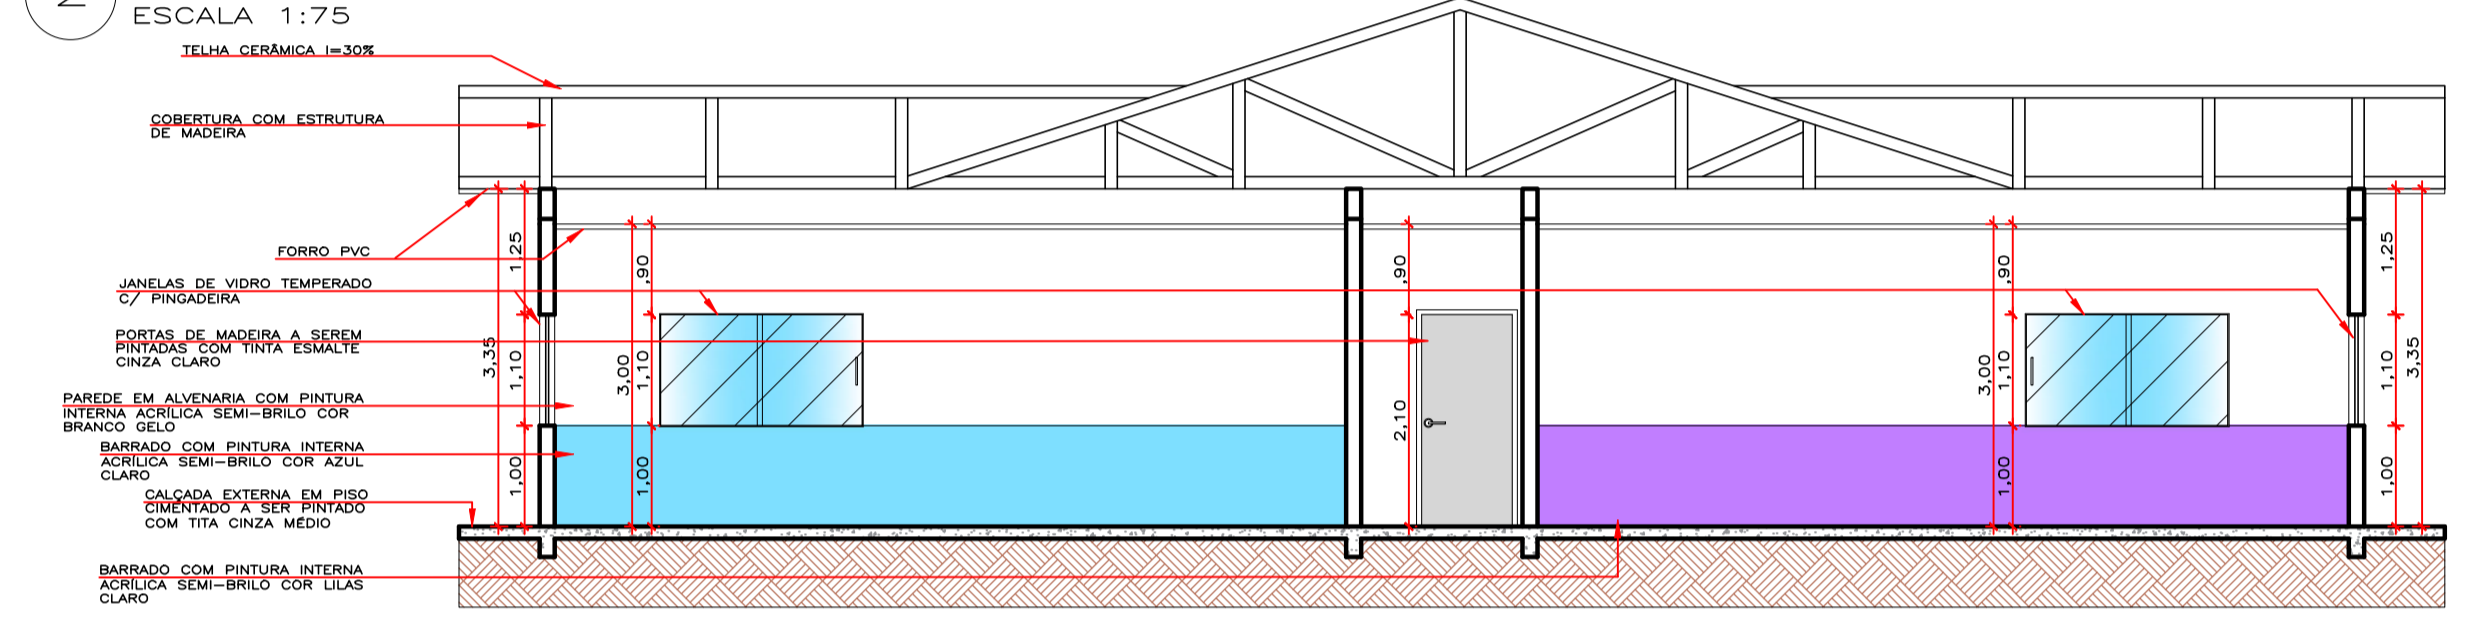 2
ESCALA 1:75
TELHA CERÂMICA I=30%
COBERTURA COM ESTRUTURA
DE MADEIRA
FORRO PVC
JANELAS DE VIDRO TEMPERADO
C/ PINGADEIRA
PORTAS DE MADEIRA A SEREM
PINTADAS COM TINTA ESMALTE
CINZA CLARO
PAREDE EM ALVENARIA COM PINTURA
INTERNA ACRÍLICA SEMI-BRILO COR
BRANCO GELO
BARRADO COM PINTURA INTERNA
ACRÍLICA SEMI-BRILO COR AZUL
CLARO
CALÇADA EXTERNA EM PISO
CIMENTADO A SER PINTADO
COM TITA CINZA MÉDIO
BARRADO COM PINTURA INTERNA
ACRÍLICA SEMI-BRILO COR LILAS
CLARO
3,35
1,25
1,10
1,00
3,00
,90
1,10
1,00
,90
2,10
3,00
,90
1,10
1,00
1,25
1,10
1,00
3,35